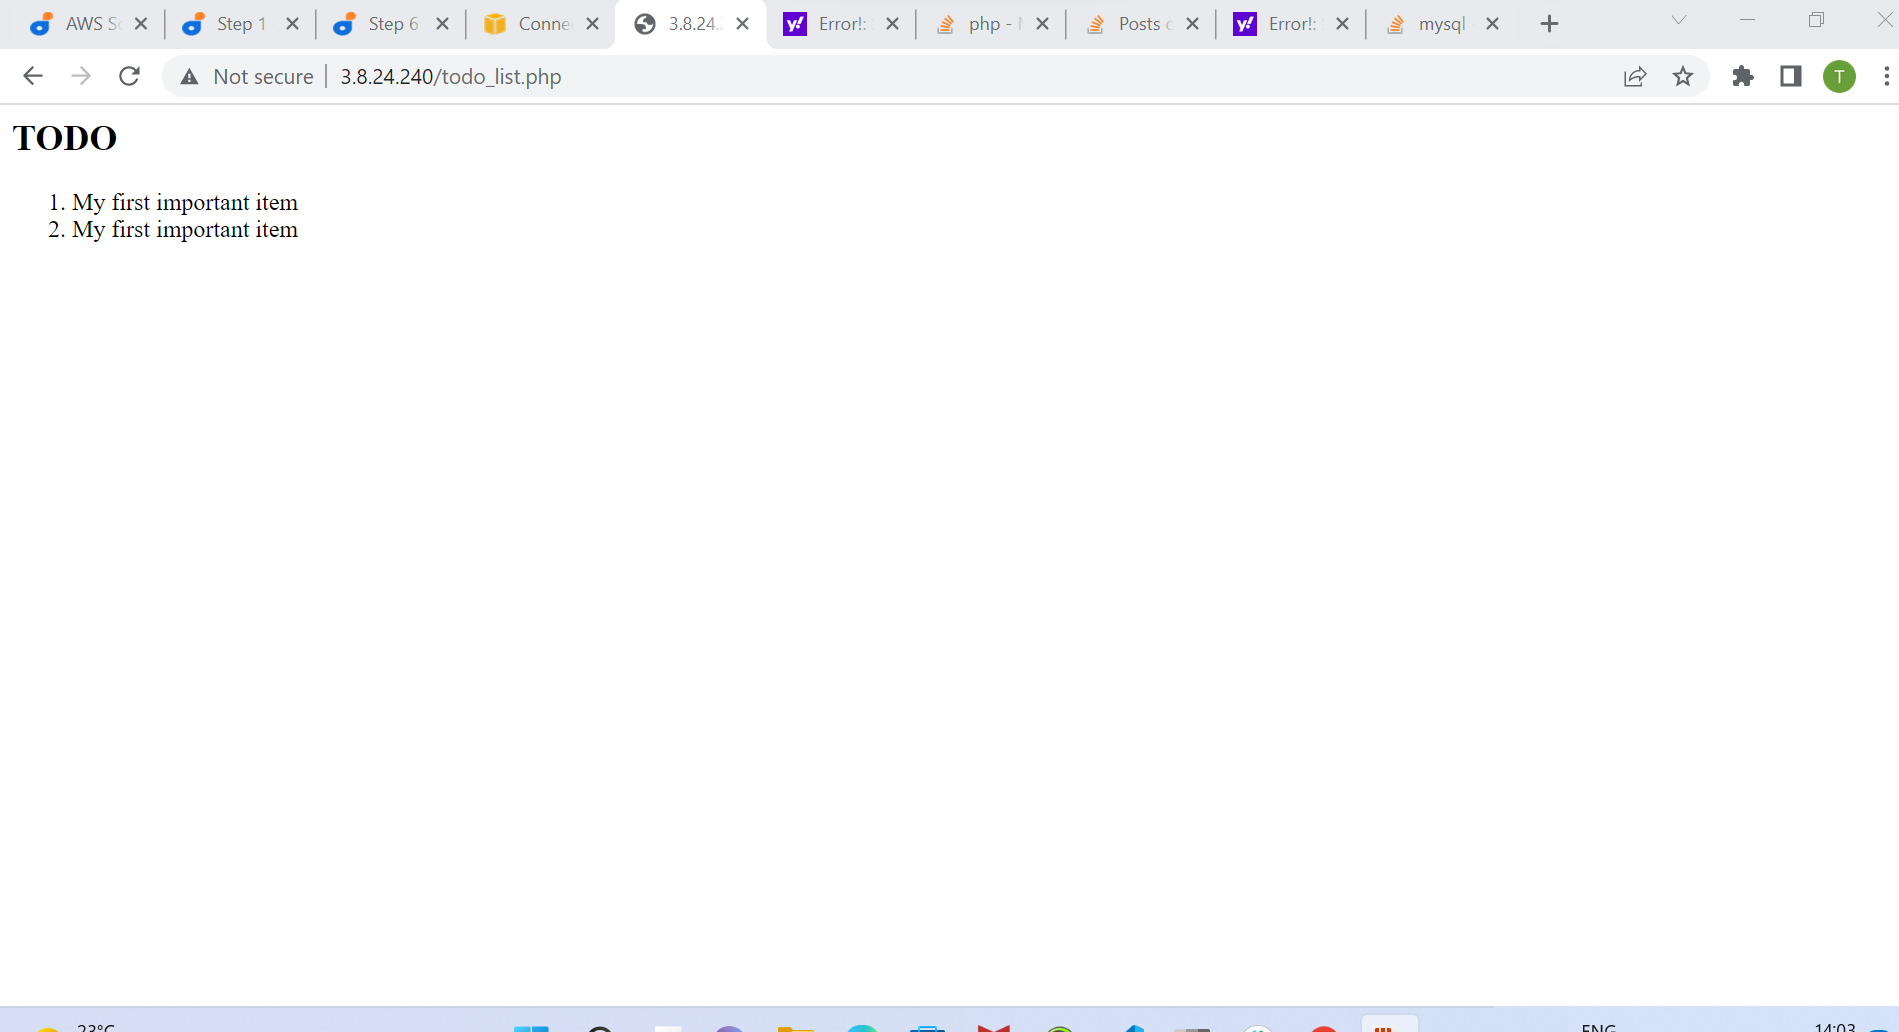 AWS Sc
Step 1
Step 6
Connec
3.8.24.
Error!:
php -
Posts c
Error!:
mysql
Not secure
3.8.24.240/todo_list.php
T
TODO
1. My first important item
2. My first important item
23°C
ENG
14:03